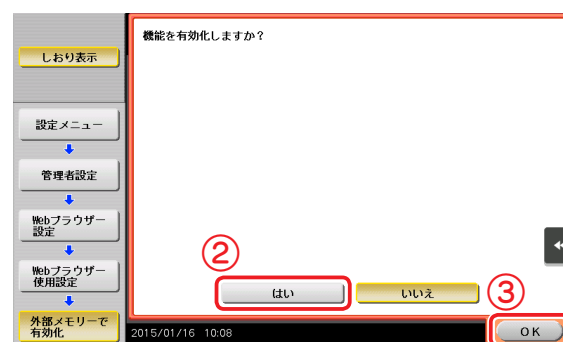 しおり表示
設定メニュー
管理者設定
Webブラウザー
設定
Webブラウザー
使用設定
外部メモリーで
有効化
機能を有効化しますか？
②
はい
いいえ
③
2015/01/16 10:08
OK